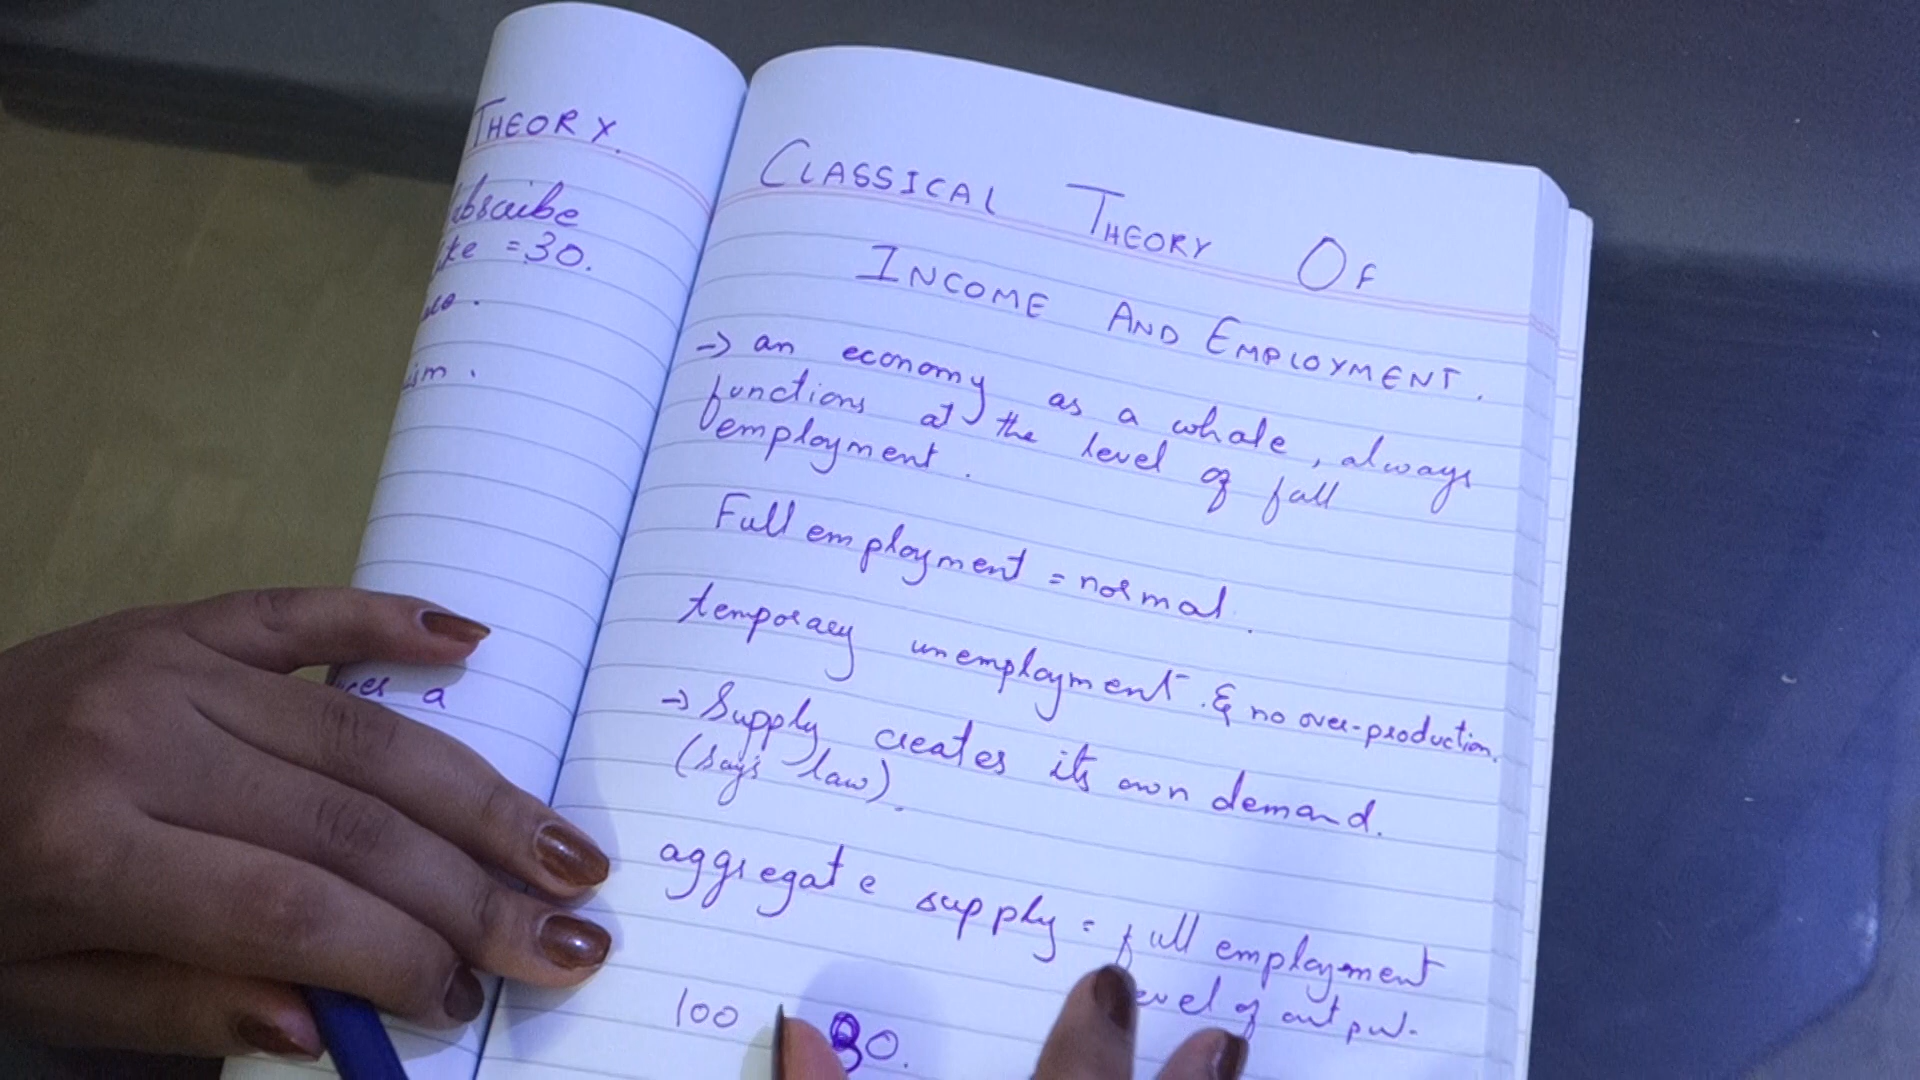 THEORY.
= 30.
a
CLASSICAL THEORY OF
INCOME AND EMPLOYMENT.
→ an economy as a whole, always
functions at the level of full
employment.
Full employment = normal.
temporary unemployment. & no over-production.
→ Supply creates its own demand.
(say's law).
aggregate supply = full employment
level of output.
100 80.